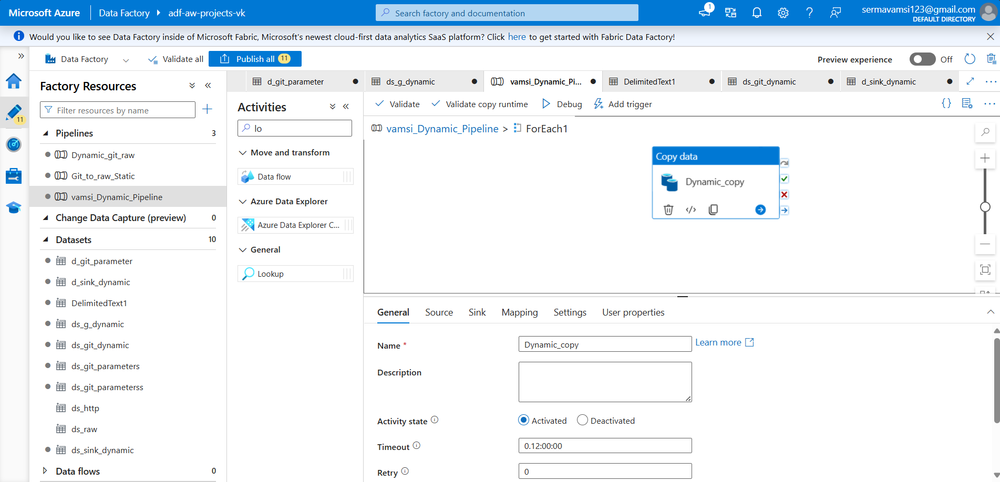 Microsoft Azure
Data Factory
adf-aw-projects-vk
Search factory and documentation
1
sermavamsi123@gmail.com
DEFAULT DIRECTORY
Would you like to see Data Factory inside of Microsoft Fabric, Microsoft's newest cloud-first data analytics SaaS platform? Click here to get started with Fabric Data Factory!
Data Factory
Validate all
Publish all 11
Preview experience
Off
11
Factory Resources
Filter resources by name
Pipelines 3
Dynamic_git_raw
Git_to_raw_Static
vamsi_Dynamic_Pipeline
Change Data Capture (preview) 0
Datasets 10
d_git_parameter
d_sink_dynamic
DelimitedText1
ds_g_dynamic
ds_git_dynamic
ds_git_parameters
ds_git_parameterss
ds_http
ds_raw
ds_sink_dynamic
Data flows 0
d_git_parameter
ds_g_dynamic
vamsi_Dynamic_Pi...
DelimitedText1
ds_git_dynamic
d_sink_dynamic
Activities
lo
Move and transform
Data flow
Azure Data Explorer
Azure Data Explorer C...
General
Lookup
Validate
Validate copy runtime
Debug
Add trigger
vamsi_Dynamic_Pipeline > ForEach1
Copy data
Dynamic_copy
General
Source
Sink
Mapping
Settings
User properties
Name *
Dynamic_copy
Learn more
Description
Activity state
Activated
Deactivated
Timeout
0.12:00:00
Retry
0